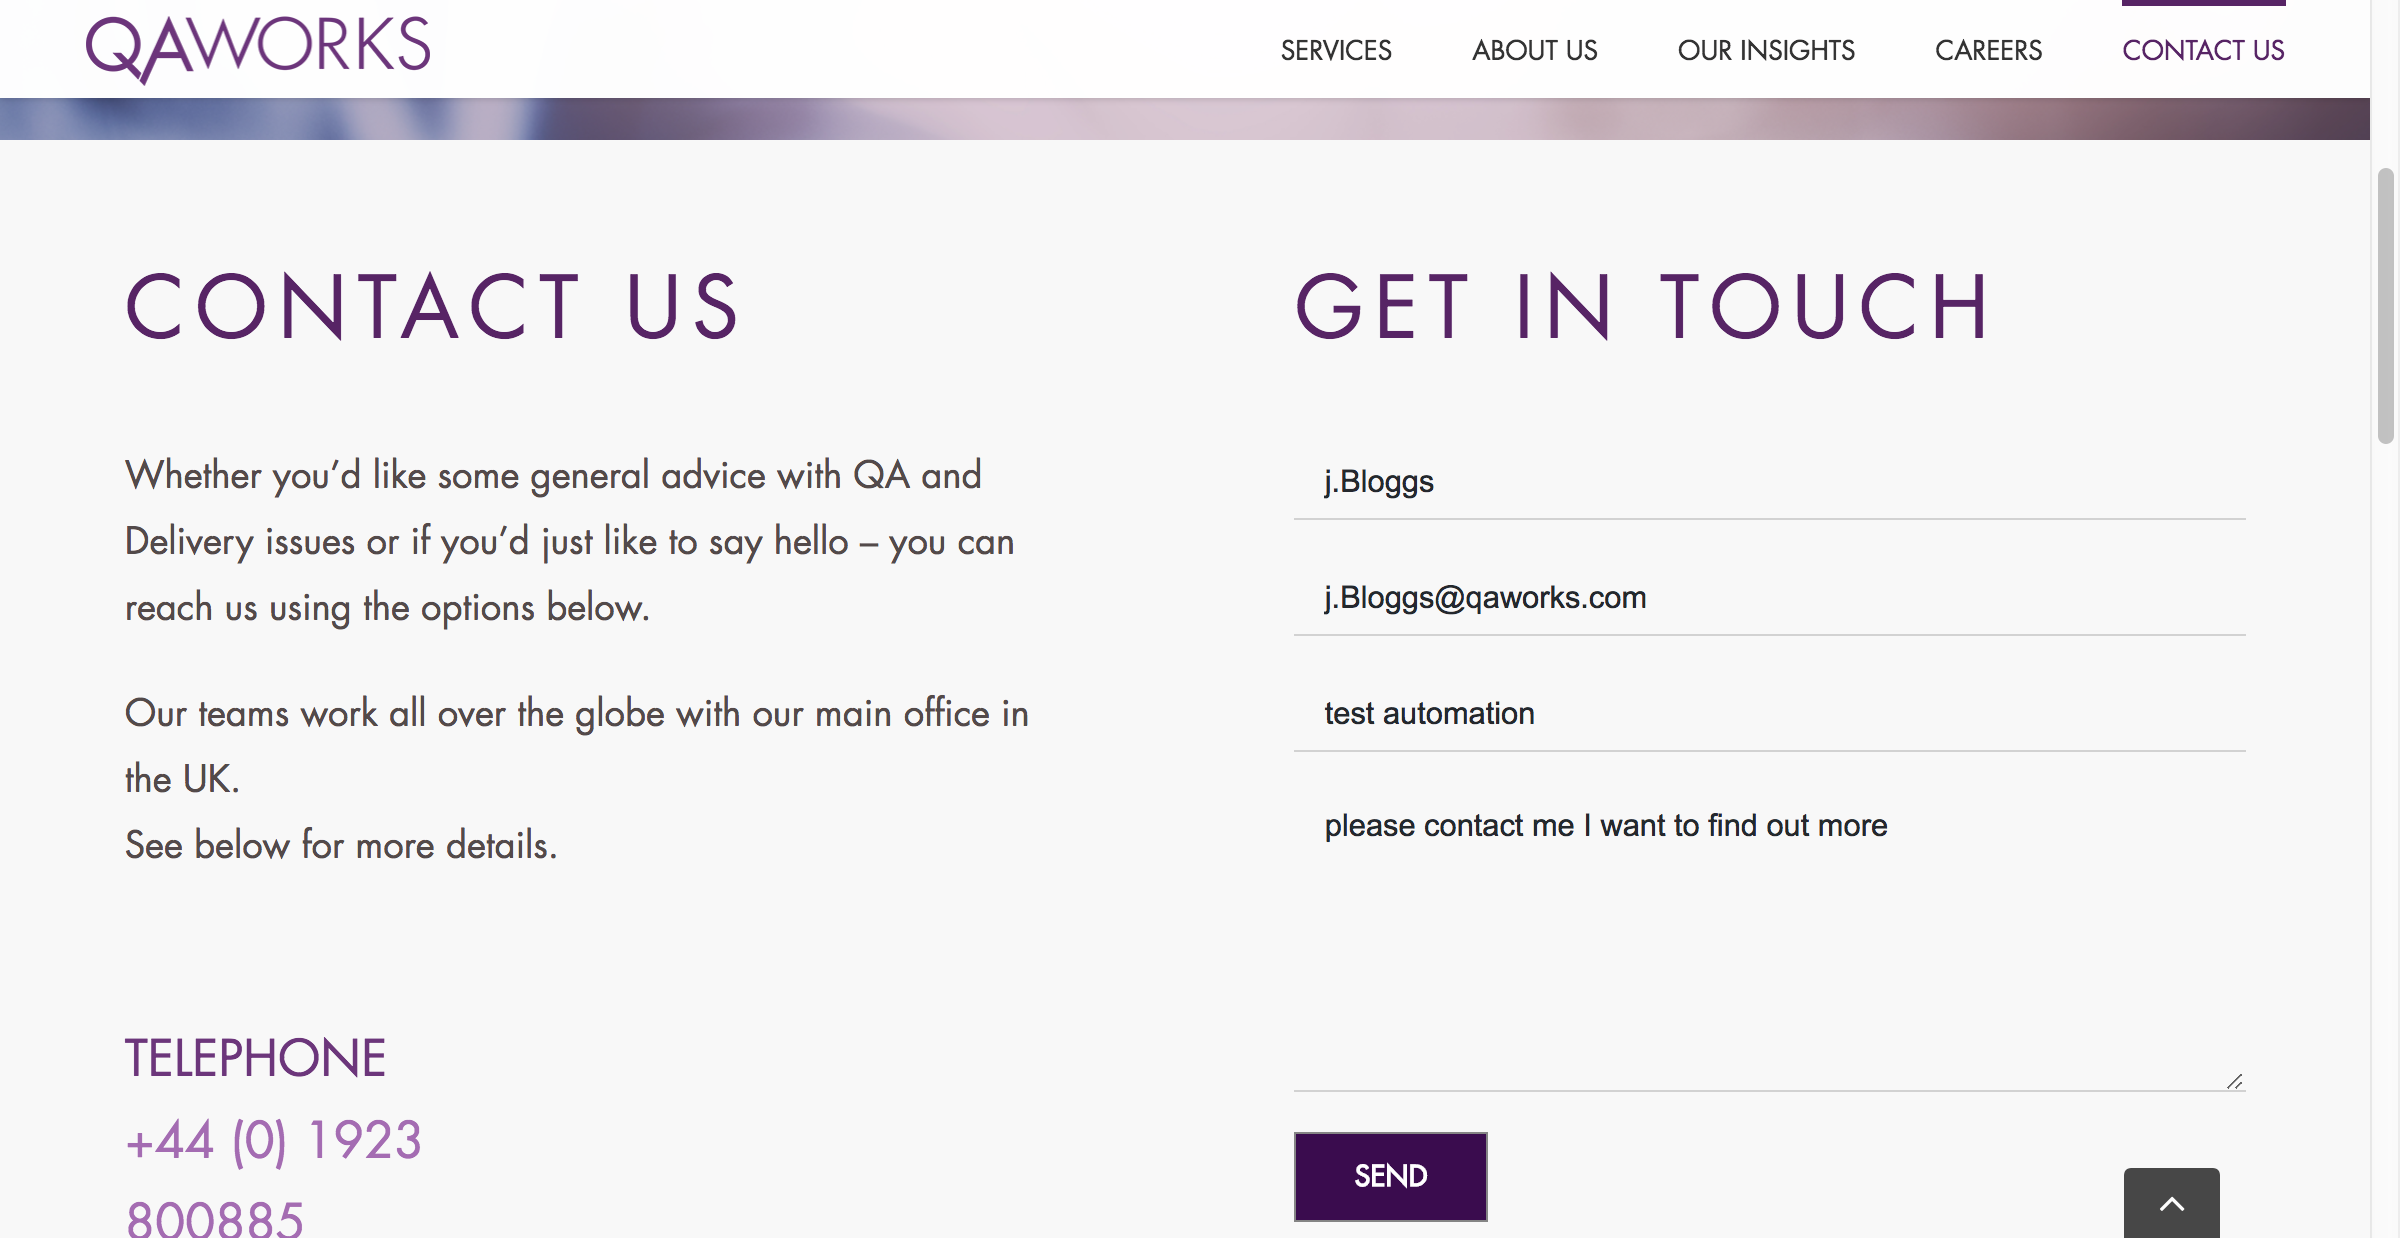 QAWORKS
SERVICES
ABOUT US
OUR INSIGHTS
CAREERS
CONTACT US
CONTACT US
Whether you’d like some general advice with QA and
Delivery issues or if you’d just like to say hello – you can
reach us using the options below.
Our teams work all over the globe with our main office in
the UK.
See below for more details.
TELEPHONE
+44 (0) 1923
800885
GET IN TOUCH
j.Bloggs
j.Bloggs@qaworks.com
test automation
please contact me I want to find out more
SEND